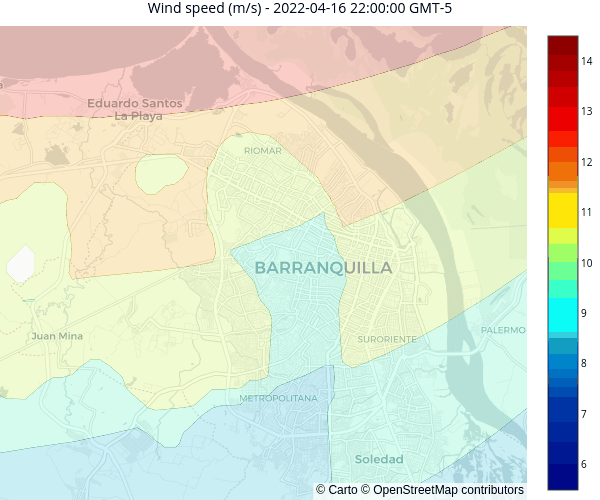 Wind speed (m/s) - 2022-04-16 22:00:00 GMT-5
14
13
12
11
10
9
8
7
6
a
Eduardo Santos
La Playa
RIOMAR
BARRANQUILLA
Juan Mina
SURORIENTE
PALERMO
METROPOLITANA
Soledad
© Carto © OpenStreetMap contributors